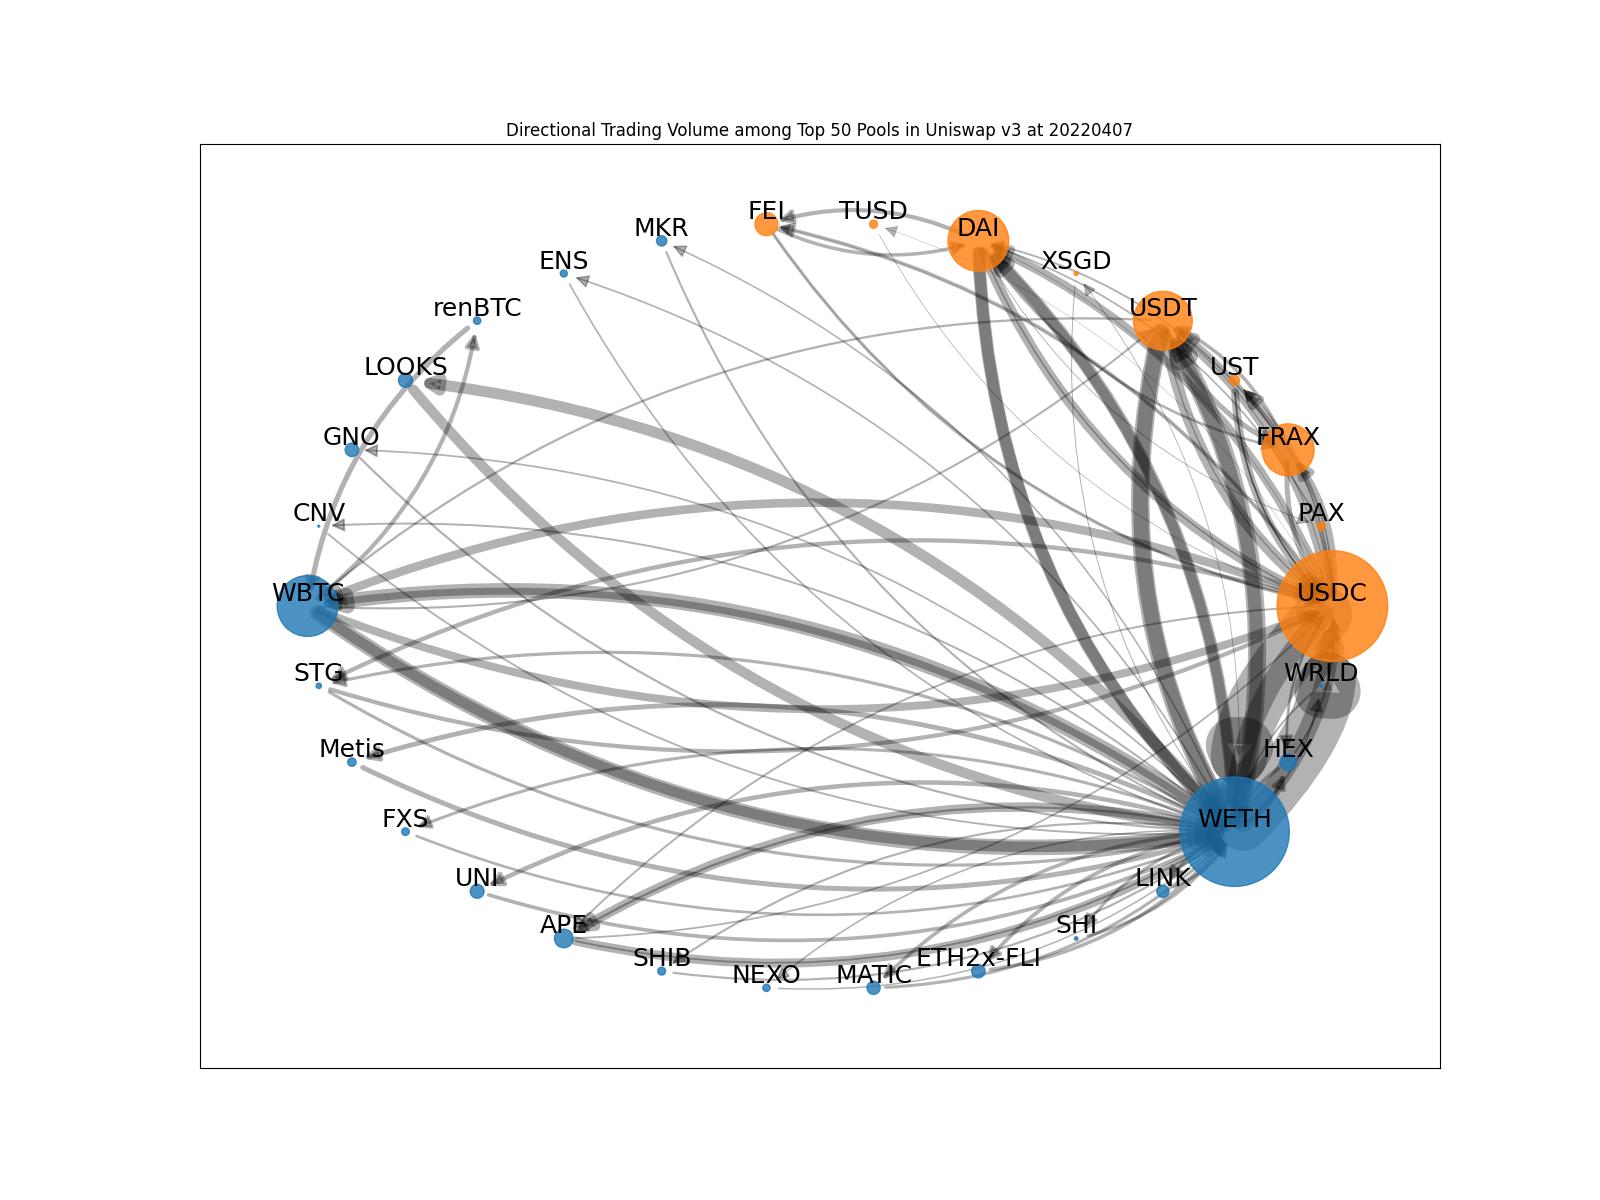 Directional Trading Volume among Top 50 Pools in Uniswap v3 at 20220407
FEI
TUSD
MKR
DAI
ENS
XSGD
renBTC
USDT
LOOKS
UST
GNO
FRAX
CNV
PAX
WBTC
USDC
STG
WRLD
Metis
HEX
FXS
WETH
UNI
LINK
APE
SHI
SHIB
ETH2x-FLI
NEXO
MATIC